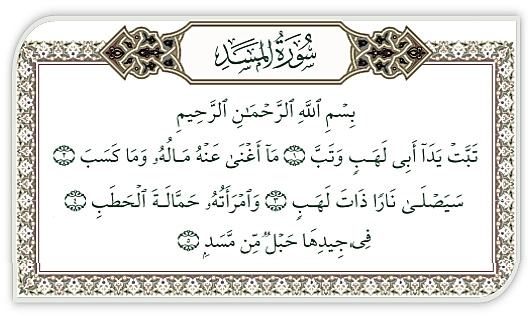 سُورَةُ المَسَدِ
بِسْمِ ٱللَّهِ ٱلرَّحْمَـٰنِ ٱلرَّحِيمِ
تَبَّتْ يَدَآ أَبِى لَهَبٍ وَتَبَّ ۝١ مَآ أَغْنَىٰ عَنْهُ مَالُهُۥ وَمَا كَسَبَ ۝٢
سَيَصْلَىٰ نَارًا ذَاتَ لَهَبٍ ۝٣ وَٱمْرَأَتُهُۥ حَمَّالَةَ ٱلْحَطَبِ ۝٤
فِى جِيدِهَا حَبْلٌ مِّن مَّسَدٍۭ ۝٥